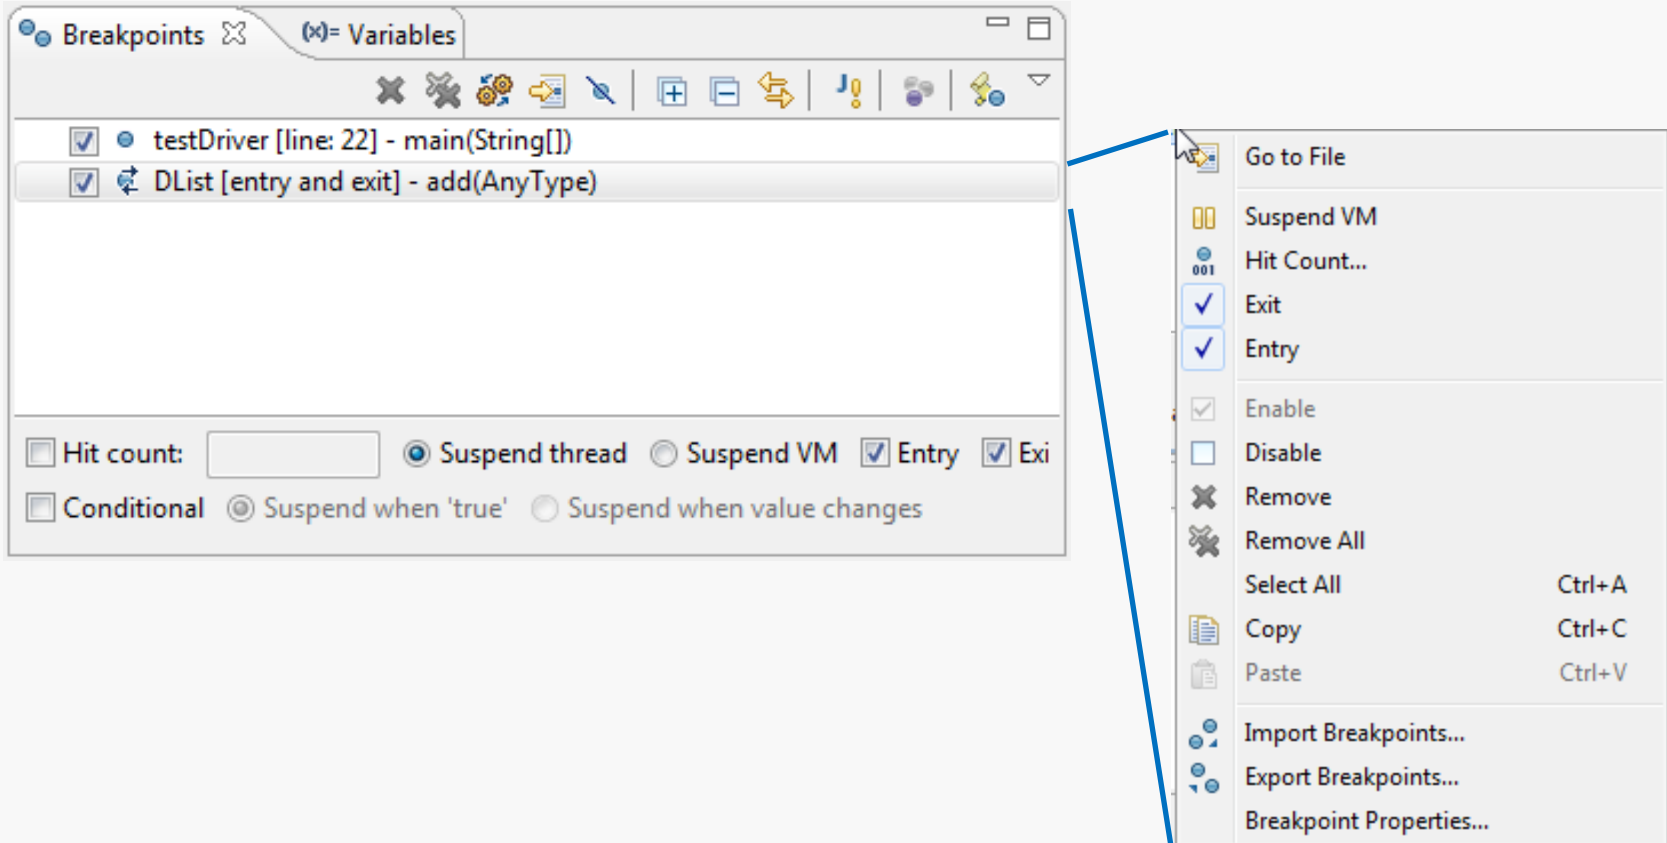 Breakpoints
(x)= Variables
testDriver [line: 22] - main(String[])
DList [entry and exit] - add(AnyType)
Hit count: Suspend thread Suspend VM Entry Exi
Conditional Suspend when 'true' Suspend when value changes
Go to File
Suspend VM
001 Hit Count...
Exit
Entry
Enable
Disable
Remove
Remove All
Select All Ctrl+A
Copy Ctrl+C
Paste Ctrl+V
Import Breakpoints...
Export Breakpoints...
Breakpoint Properties...